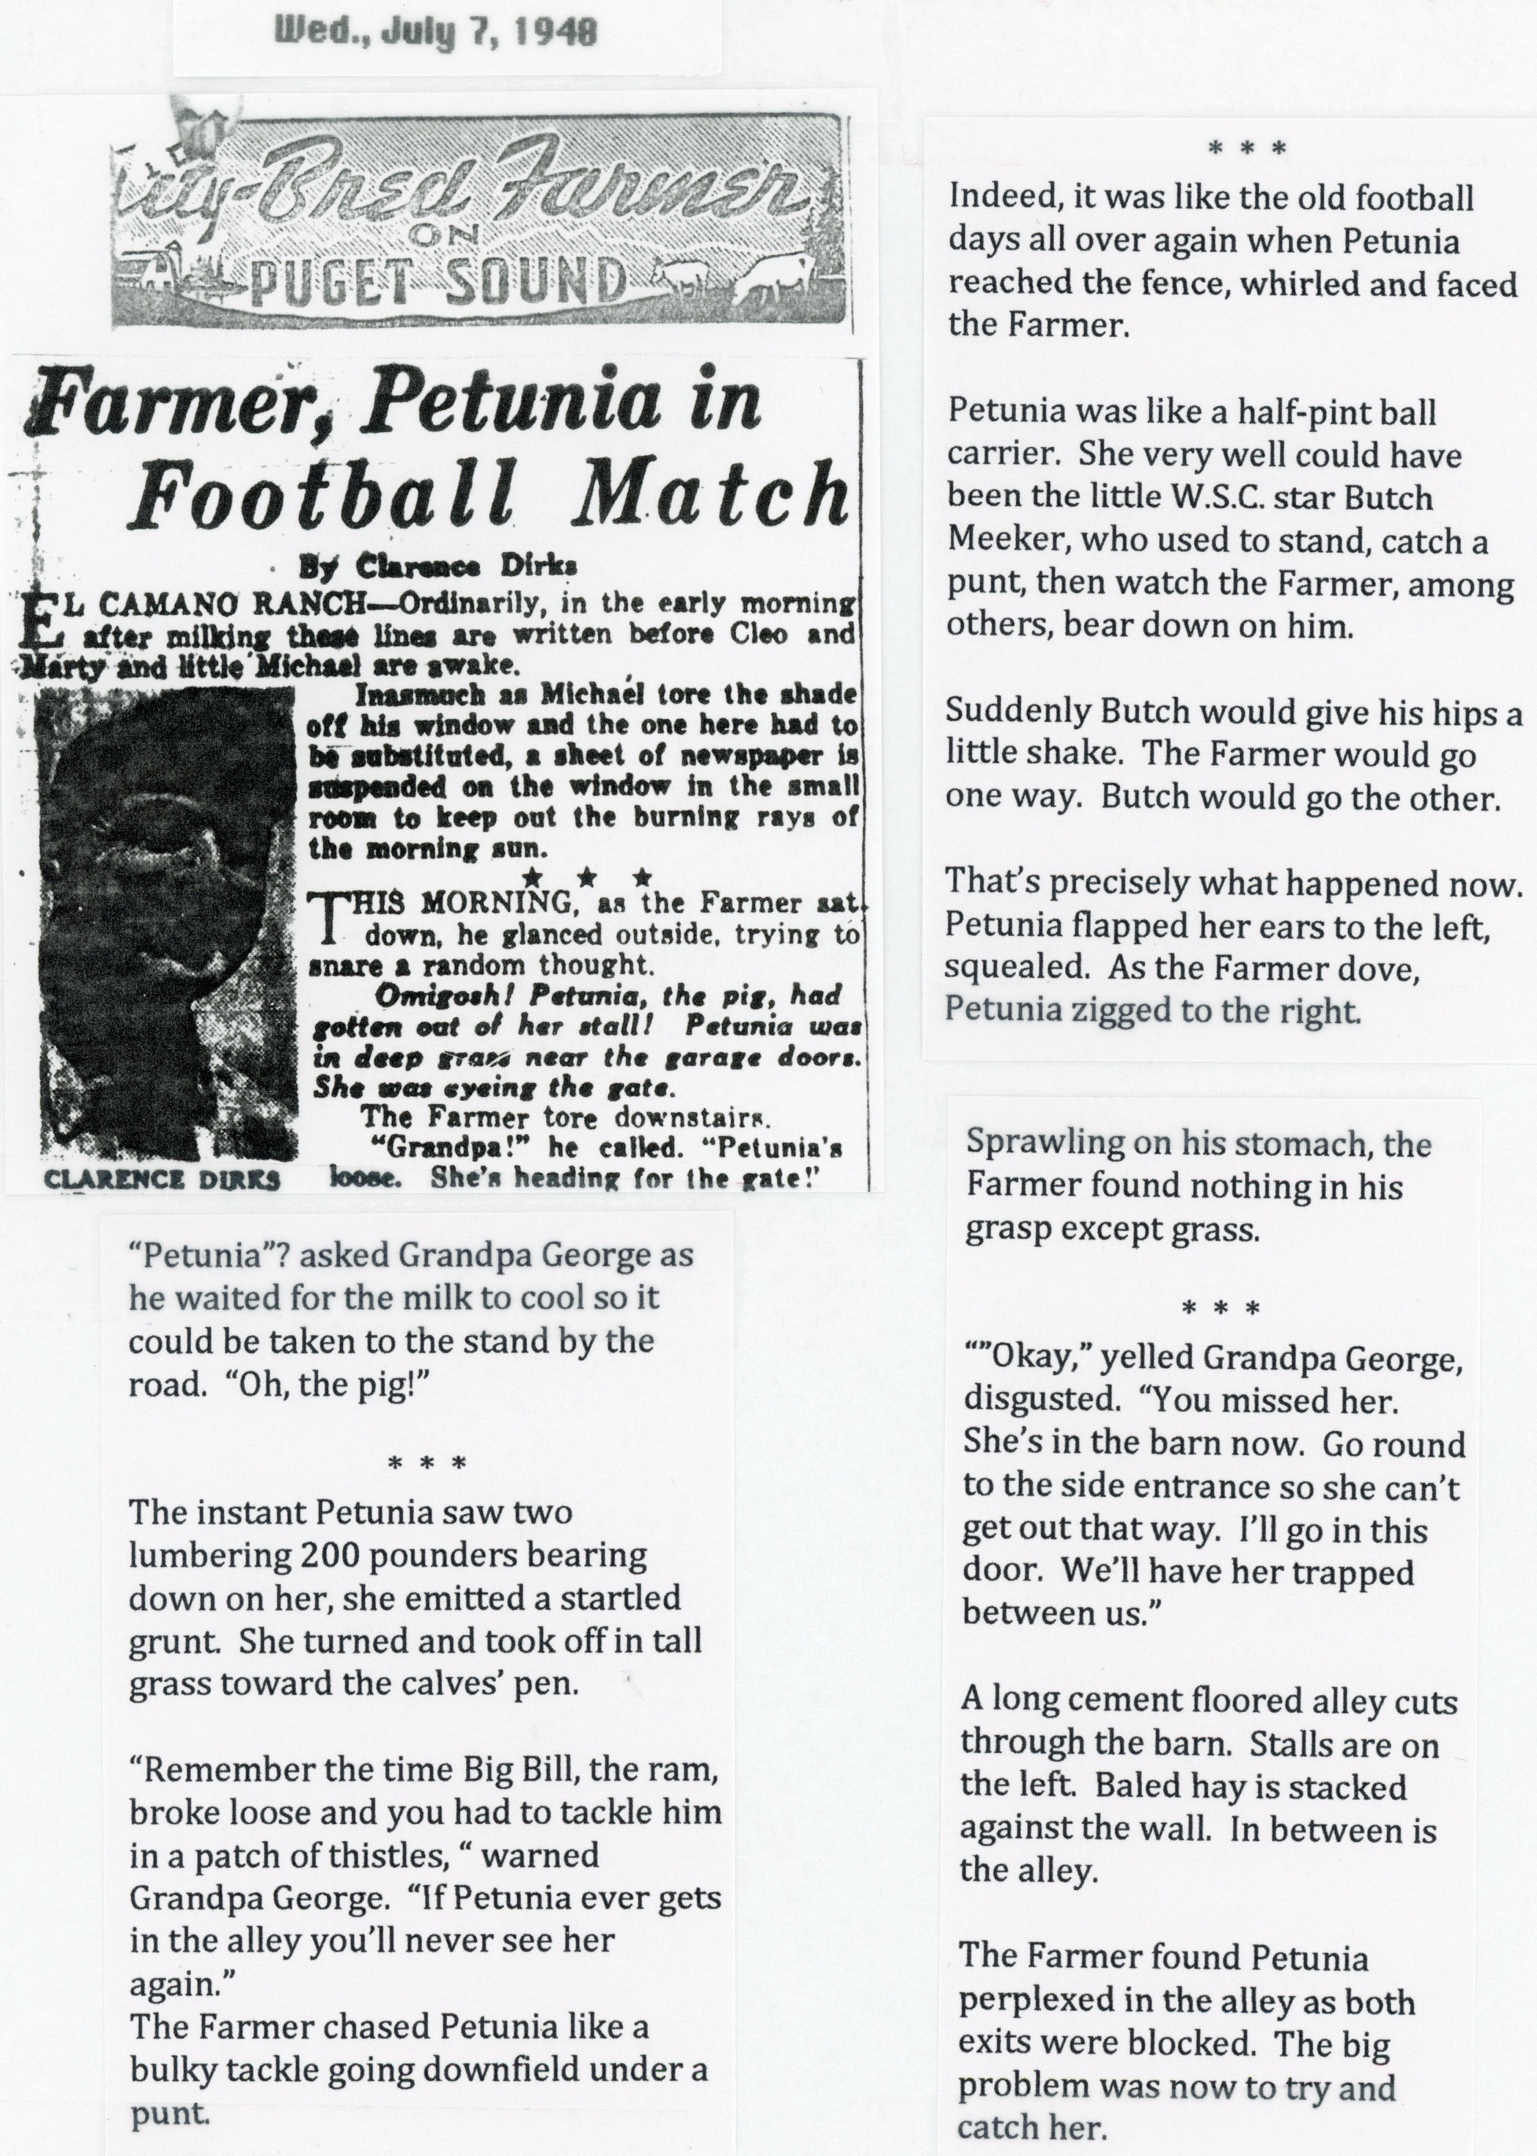 Wed., July 7, 1948
City-Bred Farmer
ON
PUGET SOUND
Farmer, Petunia in
Football Match
By Clarence Dirks
EL CAMANO RANCH—Ordinarily, in the early morning
after milking these lines are written before Cleo and
Marty and little Michael are awake.
Inasmuch as Michael tore the shade
off his window and the one here had to
be substituted, a sheet of newspaper is
suspended on the window in the small
room to keep out the burning rays of
the morning sun.
★ ★ ★
THIS MORNING, as the Farmer sat
down, he glanced outside, trying to
snare a random thought.
Omigosh! Petunia, the pig, had
gotten out of her stall! Petunia was
in deep grass near the garage doors.
She was eyeing the gate.
The Farmer tore downstairs.
"Grandpa!" he called. "Petunia's
loose. She's heading for the gate!"
CLARENCE DIRKS
“Petunia”? asked Grandpa George as
he waited for the milk to cool so it
could be taken to the stand by the
road. “Oh, the pig!”
* * *
The instant Petunia saw two
lumbering 200 pounders bearing
down on her, she emitted a startled
grunt. She turned and took off in tall
grass toward the calves’ pen.
“Remember the time Big Bill, the ram,
broke loose and you had to tackle him
in a patch of thistles, “ warned
Grandpa George. “If Petunia ever gets
in the alley you’ll never see her
again.”
The Farmer chased Petunia like a
bulky tackle going downfield under a
punt.
* * *
Indeed, it was like the old football
days all over again when Petunia
reached the fence, whirled and faced
the Farmer.
Petunia was like a half-pint ball
carrier. She very well could have
been the little W.S.C. star Butch
Meeker, who used to stand, catch a
punt, then watch the Farmer, among
others, bear down on him.
Suddenly Butch would give his hips a
little shake. The Farmer would go
one way. Butch would go the other.
That’s precisely what happened now.
Petunia flapped her ears to the left,
squealed. As the Farmer dove,
Petunia zigged to the right.
Sprawling on his stomach, the
Farmer found nothing in his
grasp except grass.
* * *
“”Okay,” yelled Grandpa George,
disgusted. “You missed her.
She’s in the barn now. Go round
to the side entrance so she can’t
get out that way. I’ll go in this
door. We’ll have her trapped
between us.”
A long cement floored alley cuts
through the barn. Stalls are on
the left. Baled hay is stacked
against the wall. In between is
the alley.
The Farmer found Petunia
perplexed in the alley as both
exits were blocked. The big
problem was now to try and
catch her.